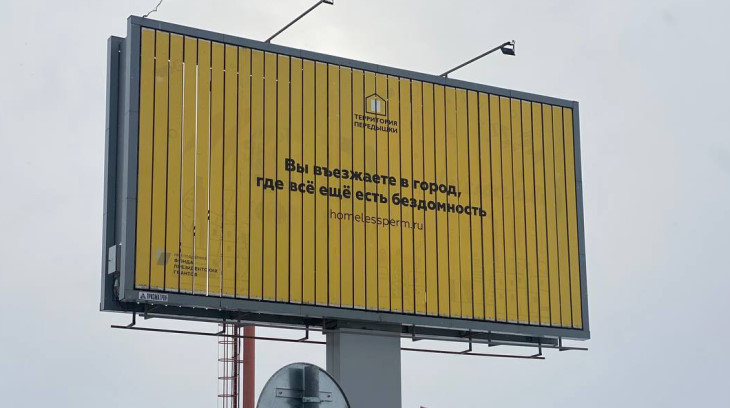 ТЕРРИТОРИЯ
ПЕРЕДЫШКИ
Вы въезжаете в город,
где всё ещё есть бездомность
homelessperm.ru
ФОНДА
ПРЕЗИДЕНТСКИХ
ГРАНТОВ